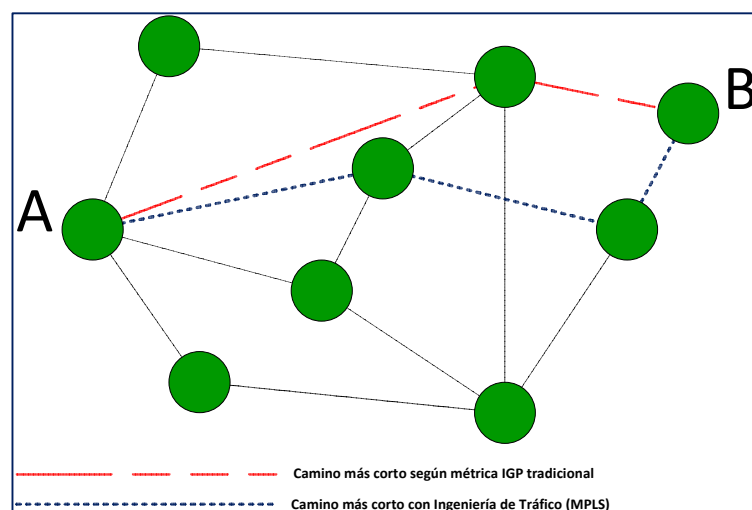 A
B
Camino más corto según métrica IGP tradicional
Camino más corto con Ingeniería de Tráfico (MPLS)